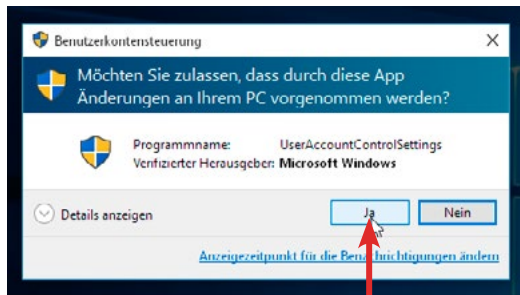 Benutzerkontensteuerung
Möchten Sie zulassen, dass durch diese App
Änderungen an Ihrem PC vorgenommen werden?
Programmname: UserAccountControlSettings
Verifizierter Herausgeber: Microsoft Windows
Details anzeigen
Ja
Nein
Anzeigezeitpunkt für die Benachrichtigungen ändern